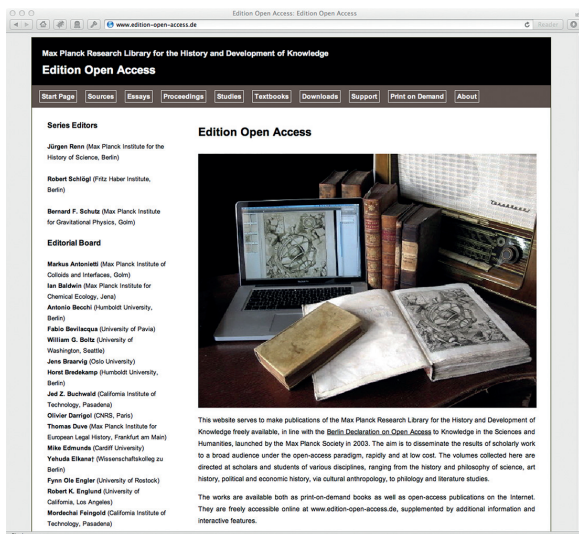 Edition Open Access: Edition Open Access
www.edition-open-access.de
Reader
Max Planck Research Library for the History and Development of Knowledge
Edition Open Access
Start Page
Sources
Essays
Proceedings
Studies
Textbooks
Downloads
Support
Print on Demand
About
Series Editors
Jürgen Renn (Max Planck Institute for the
History of Science, Berlin)
Robert Schlögl (Fritz Haber Institute,
Berlin)
Bernard F. Schutz (Max Planck Institute
for Gravitational Physics, Golm)
Editorial Board
Markus Antonietti (Max Planck Institute of
Colloids and Interfaces, Golm)
Ian Baldwin (Max Planck Institute for
Chemical Ecology, Jena)
Antonio Becchi (Humboldt University,
Berlin)
Fabio Bevilacqua (University of Pavia)
William G. Boltz (University of
Washington, Seattle)
Jens Braarvig (Oslo University)
Horst Bredekamp (Humboldt University,
Berlin)
Jed Z. Buchwald (California Institute of
Technology, Pasadena)
Olivier Darrigol (CNRS, Paris)
Thomas Duve (Max Planck Institute for
European Legal History, Frankfurt am Main)
Mike Edmunds (Cardiff University)
Yehuda Elkana† (Wissenschaftskolleg zu
Berlin)
Fynn Ole Engler (University of Rostock)
Robert K. Englund (University of
California, Los Angeles)
Mordechai Feingold (California Institute of
Technology, Pasadena)
Edition Open Access
This website serves to make publications of the Max Planck Research Library for the History and Development of
Knowledge freely available, in line with the Berlin Declaration on Open Access to Knowledge in the Sciences and
Humanities, launched by the Max Planck Society in 2003. The aim is to disseminate the results of scholarly work
to a broad audience under the open-access paradigm, rapidly and at low cost. The volumes collected here are
directed at scholars and students of various disciplines, ranging from the history and philosophy of science, art
history, political and economic history, via cultural anthropology, to philology and literature studies.
The works are available both as print-on-demand books as well as open-access publications on the Internet.
They are freely accessible online at www.edition-open-access.de, supplemented by additional information and
interactive features.